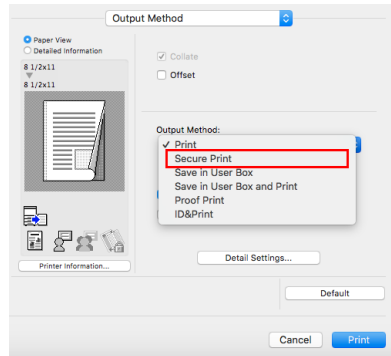 Output Method
Paper View
Detailed Information
8 1/2x11
8 1/2x11
Collate
Offset
Output Method:
✓ Print
Secure Print
Save in User Box
Save in User Box and Print
Proof Print
ID&Print
Printer Information...
Detail Settings...
Default
Cancel
Print